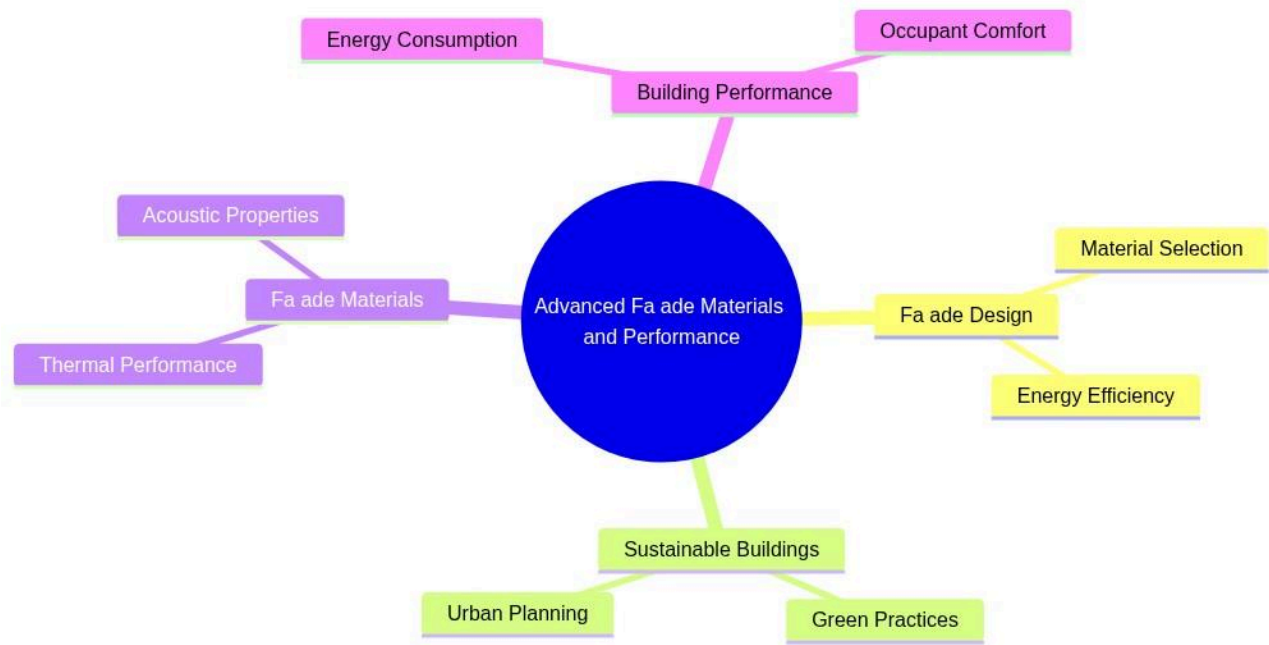 Energy Consumption
Occupant Comfort
Building Performance
Acoustic Properties
Material Selection
Fa ade Materials
Advanced Fa ade Materials
and Performance
Fa ade Design
Thermal Performance
Energy Efficiency
Sustainable Buildings
Urban Planning
Green Practices